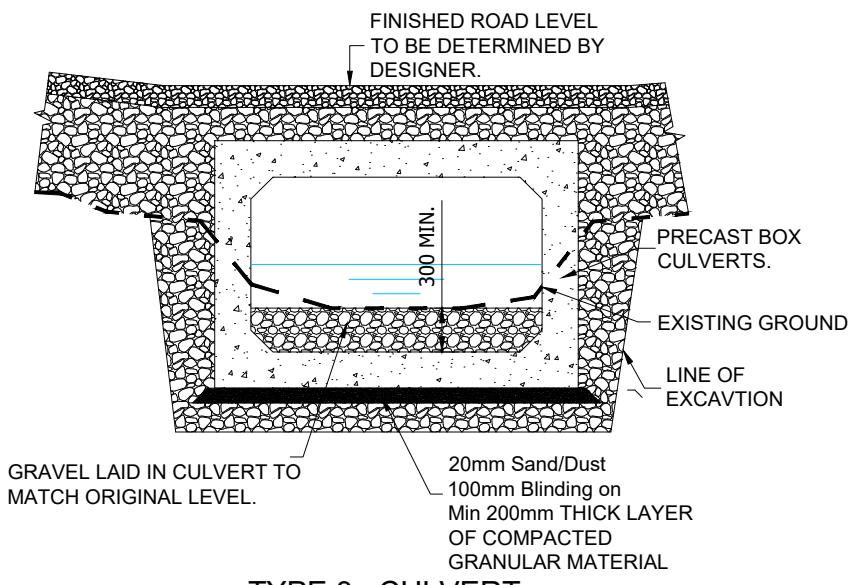 FINISHED ROAD LEVEL
TO BE DETERMINED BY
DESIGNER.
300 MIN.
PRECAST BOX
CULVERTS.
EXISTING GROUND
LINE OF
EXCAVTION
GRAVEL LAID IN CULVERT TO
MATCH ORIGINAL LEVEL.
20mm Sand/Dust
100mm Blinding on
Min 200mm THICK LAYER
OF COMPACTED
GRANULAR MATERIAL
CULVERT